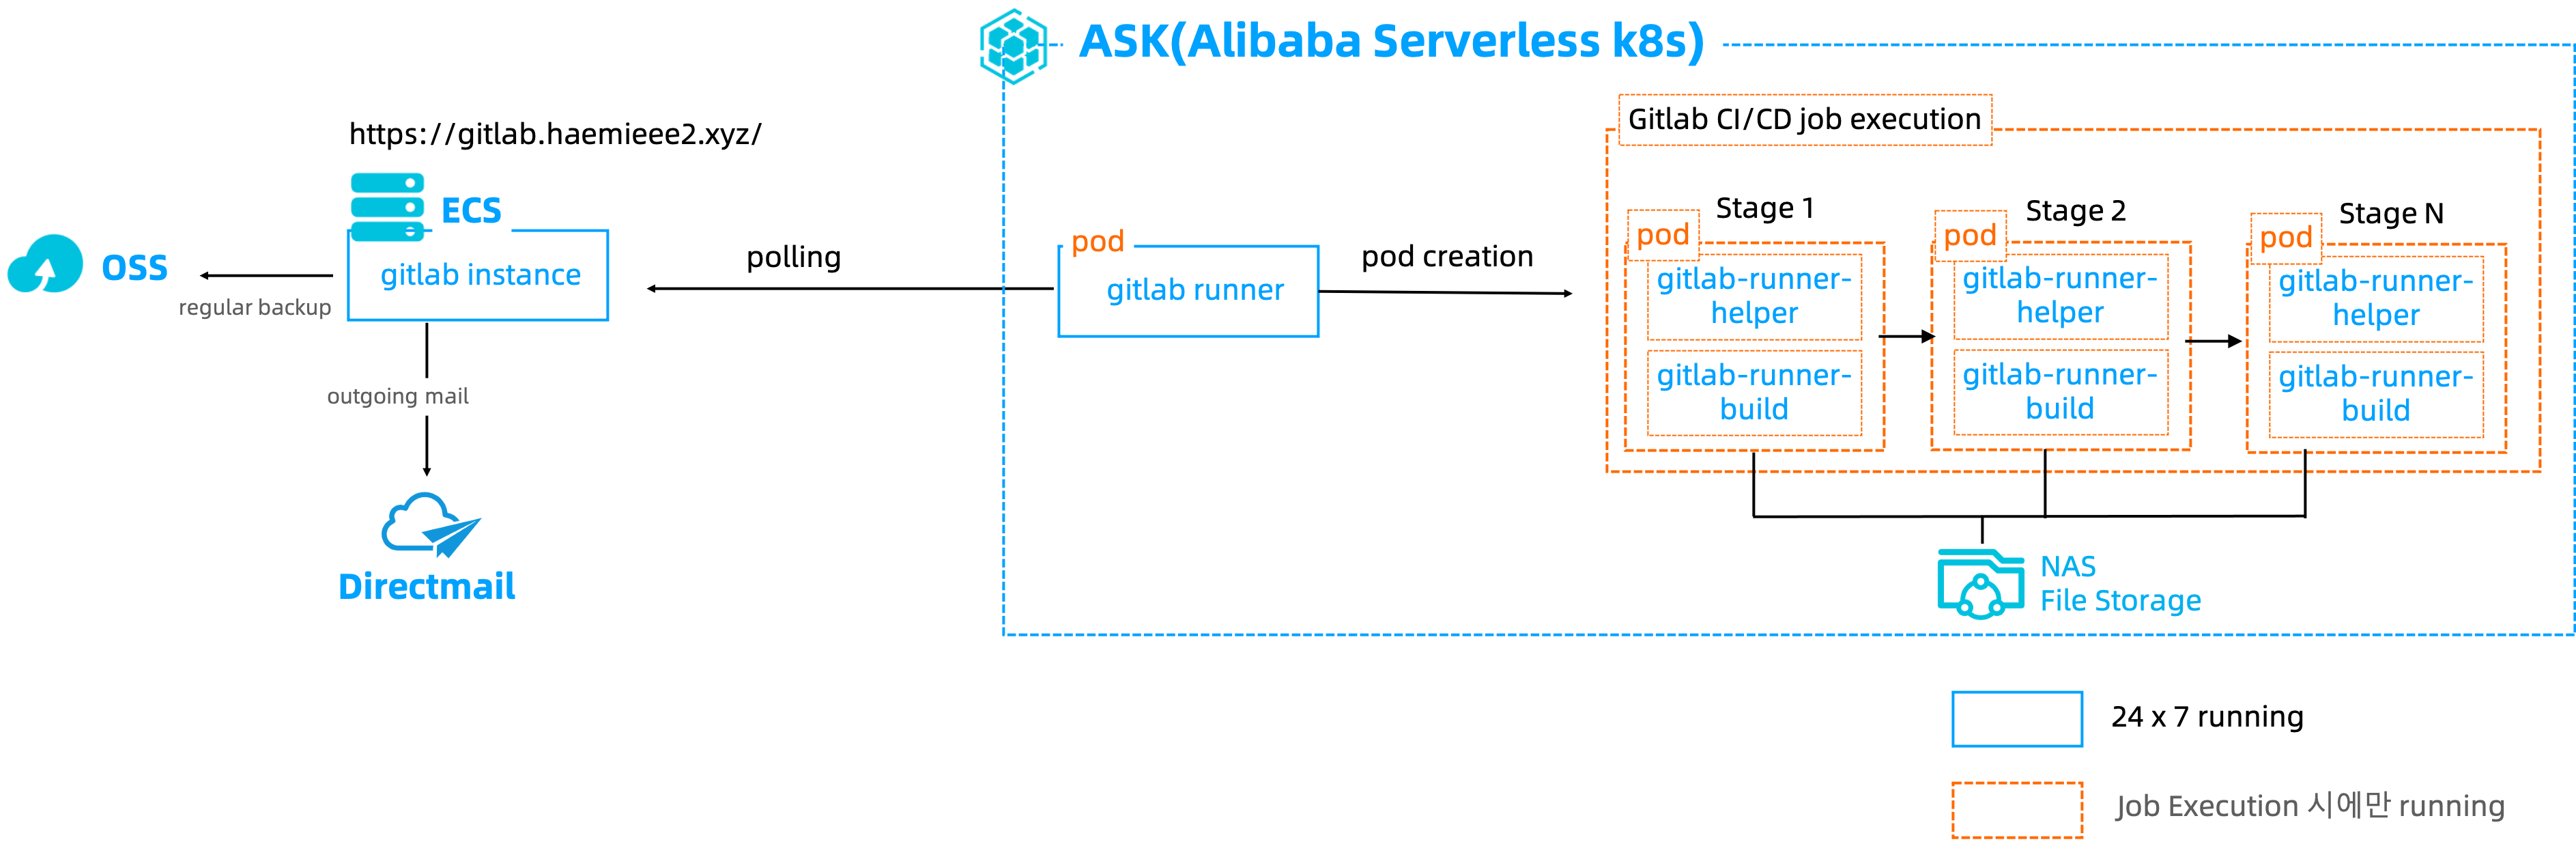 ASK(Alibaba Serverless k8s)
https://gitlab.haemieee2.xyz/
ECS
gitlab instance
OSS
regular backup
outgoing mail
Directmail
polling
pod
gitlab runner
pod creation
Gitlab CI/CD job execution
Stage 1
pod
gitlab-runner-
helper
gitlab-runner-
build
Stage 2
pod
gitlab-runner-
helper
gitlab-runner-
build
Stage N
pod
gitlab-runner-
helper
gitlab-runner-
build
NAS
File Storage
24 x 7 running
Job Execution 시에만 running